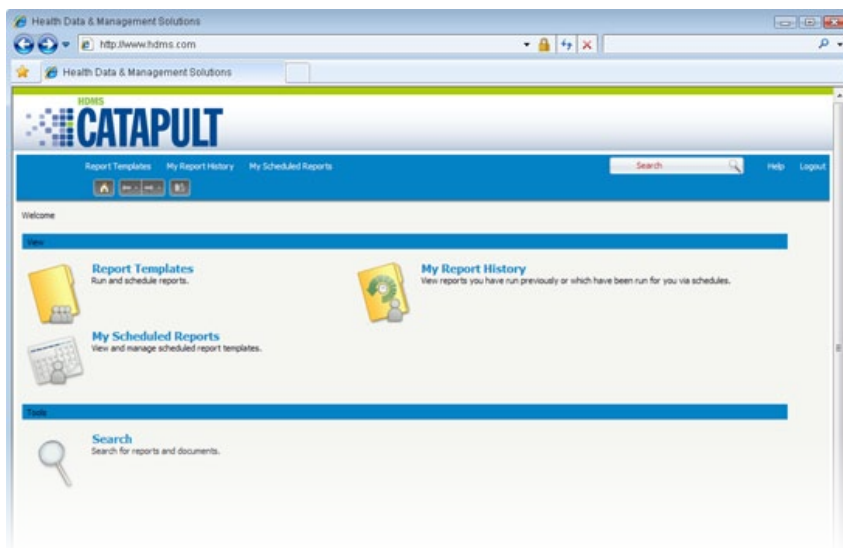 Health Data & Management Solutions
http://www.hdms.com
Health Data & Management Solutions
HDMS
CATAPULT
Report Templates My Report History My Scheduled Reports Search Help Logout
Welcome
View
Report Templates
Run and schedule reports.
My Report History
View reports you have run previously or which have been run for you via schedules.
My Scheduled Reports
View and manage scheduled report templates.
Tools
Search
Search for reports and documents.